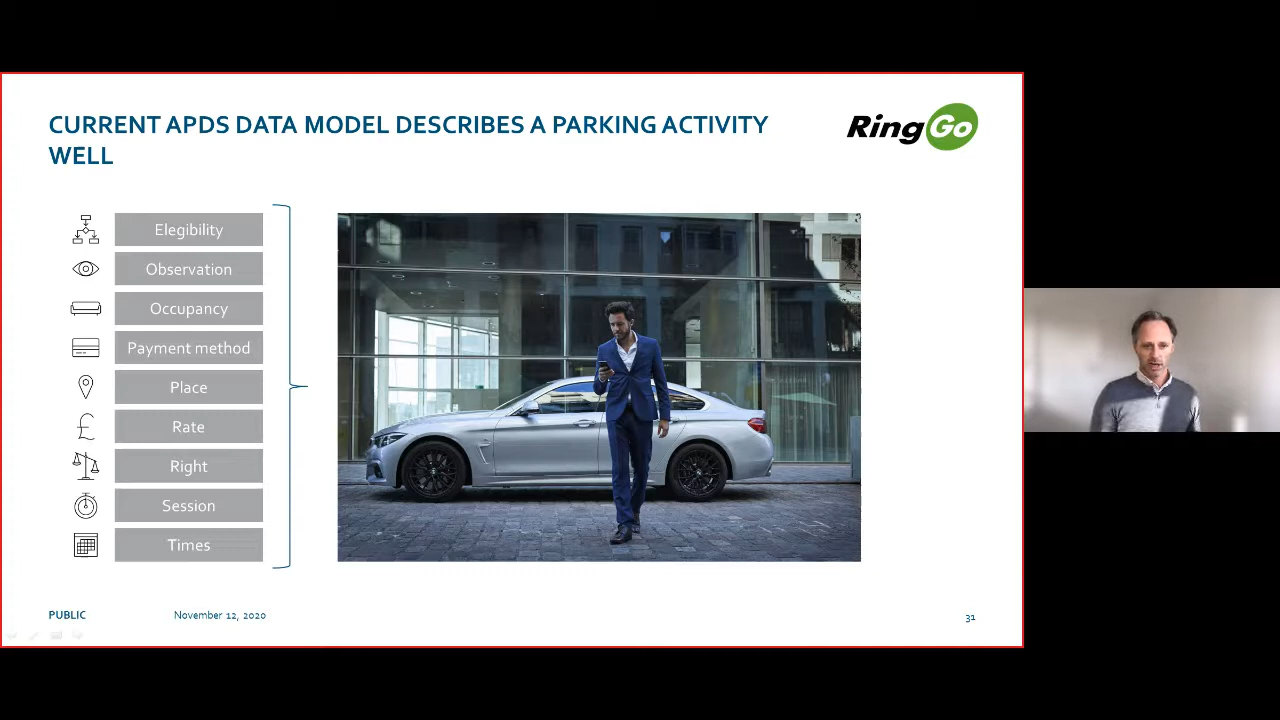 CURRENT APDS DATA MODEL DESCRIBES A PARKING ACTIVITY
WELL
RingGo
Elegibility
Observation
Occupancy
Payment method
Place
Rate
Right
Session
Times
PUBLIC
November 12, 2020
31